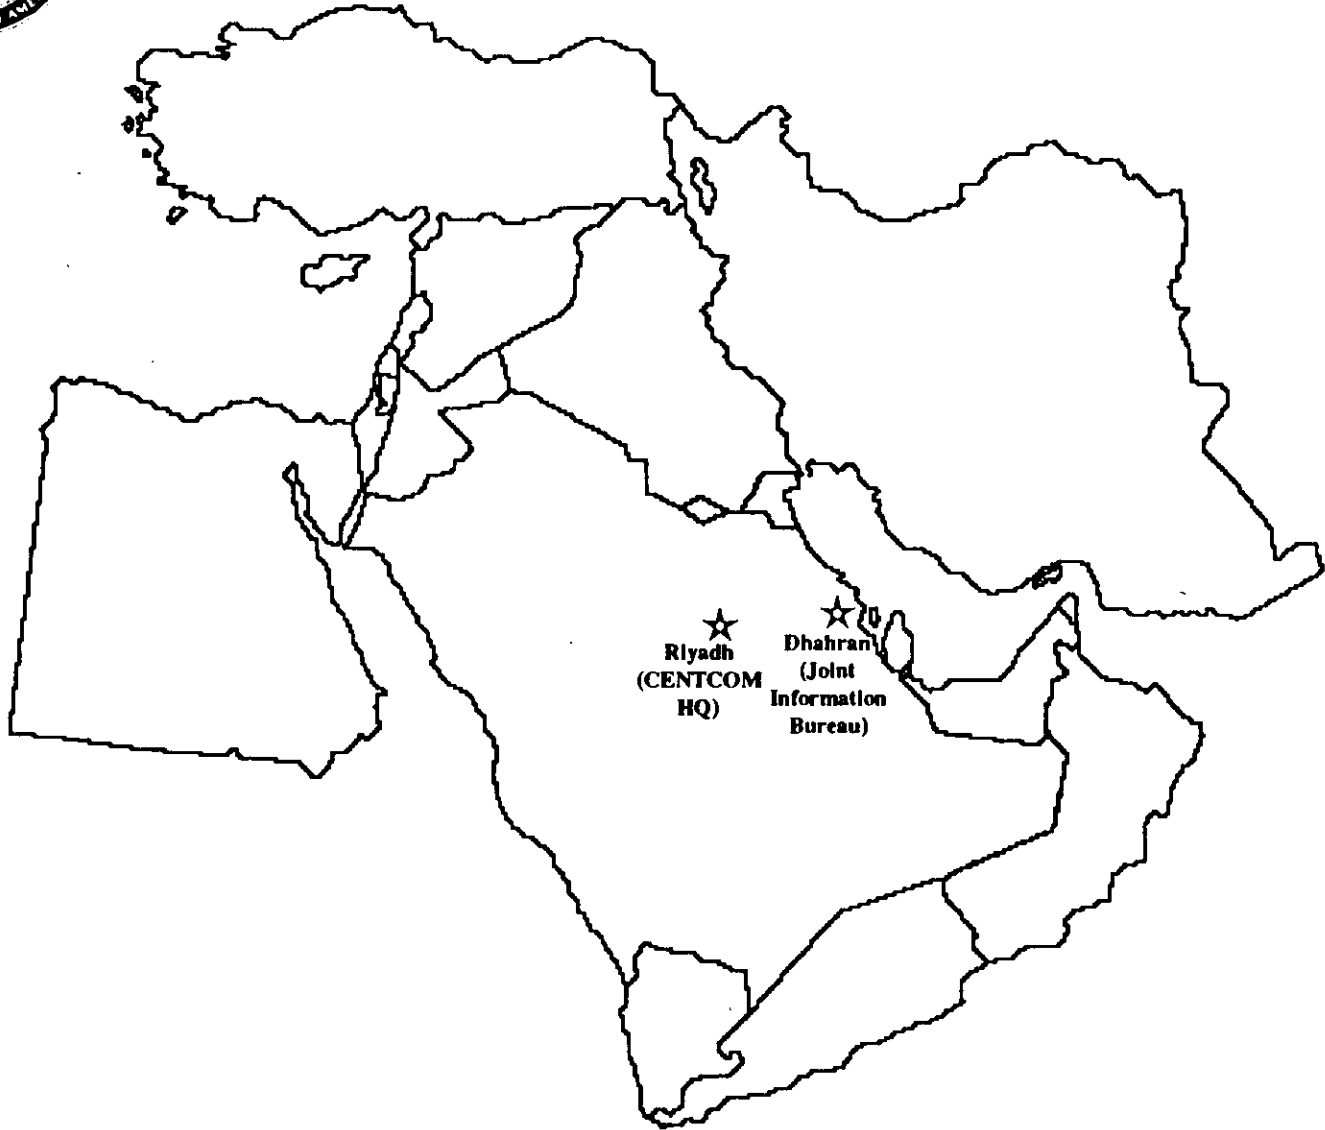 Riyadh
(CENTCOM
HQ)
Dhahran
(Joint
Information
Bureau)